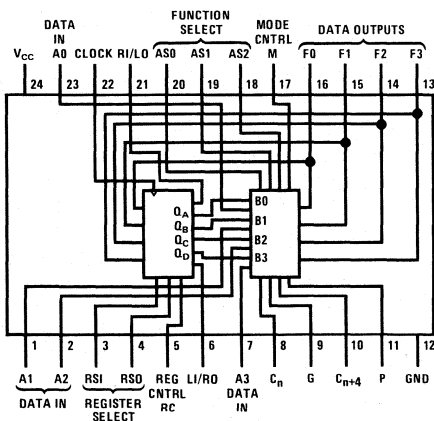 FUNCTION SELECT
DATA IN A0
MODE CNTRL M
DATA OUTPUTS
VCC CLOCK RI/LO AS0 AS1 AS2 F0 F1 F2 F3
24 23 22 21 20 19 18 17 16 15 14 13
QA B0
QB B1
QC B2
QD B3
1 2 3 4 5 6 7 8 9 10 11 12
A1 A2 RSI RSO REG CNTRL RC LI/RO A3 DATA IN Cn G Cn+4 P GND
DATA IN
REGISTER SELECT